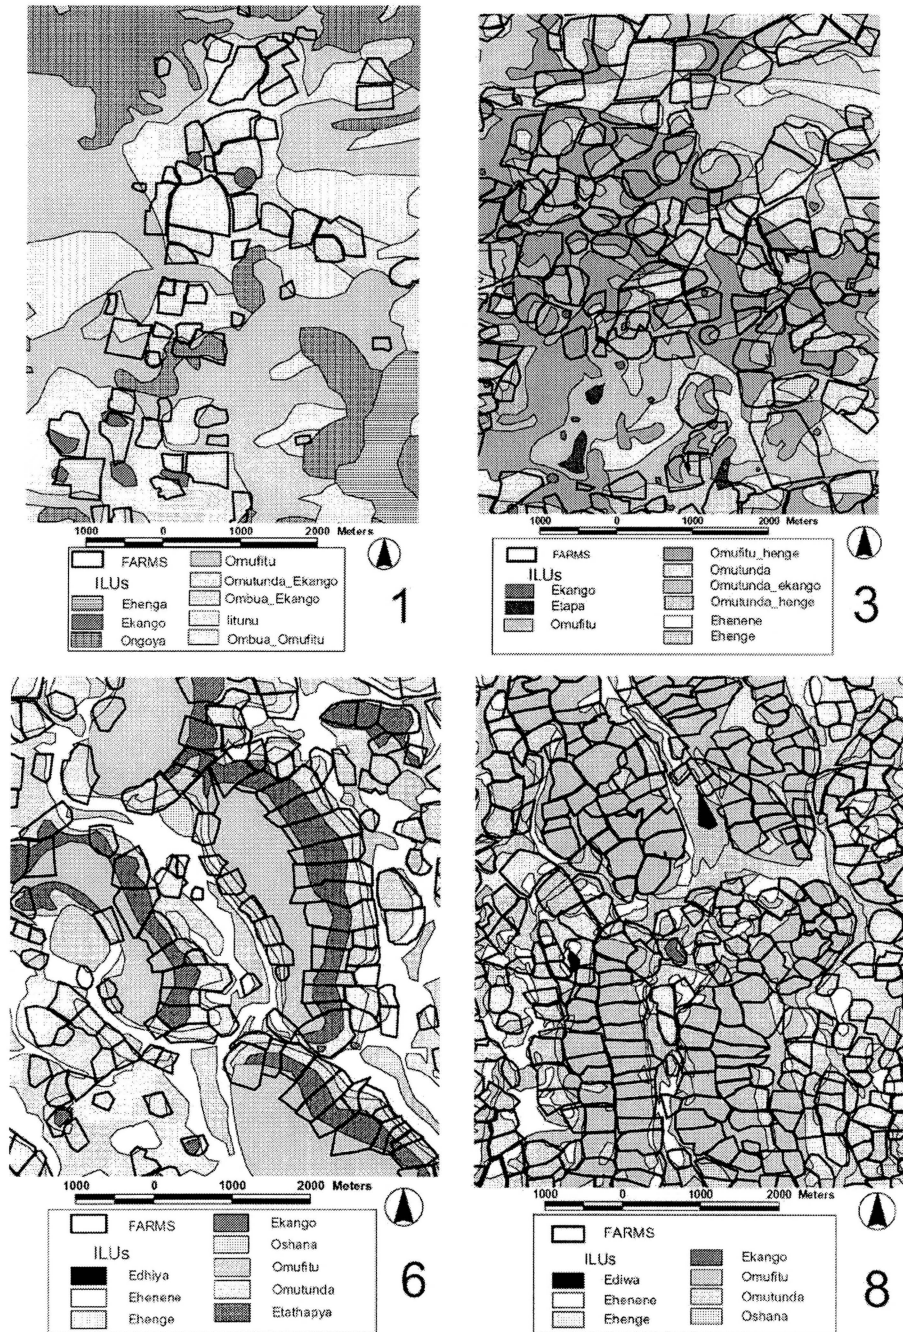 1000 0 1000 2000 Meters
FARMS
ILUs
Ehenga
Ekango
Ongoya
Omufitu
Omutunda_Ekango
Ombua_Ekango
Iitunu
Ombua_Omufitu
1
1000 0 1000 2000 Meters
FARMS
ILUs
Ekango
Etapa
Omufitu
Omufitu_henge
Omutunda
Omutunda_ekango
Omutunda_henge
Ehenene
Ehenge
3
1000 0 1000 2000 Meters
FARMS
ILUs
Edhiya
Ehenene
Ehenge
Ekango
Oshana
Omufitu
Omutunda
Etathapya
6
1000 0 1000 2000 Meters
FARMS
ILUs
Ediwa
Ehenene
Ehenge
Ekango
Omufitu
Omutunda
Oshana
8